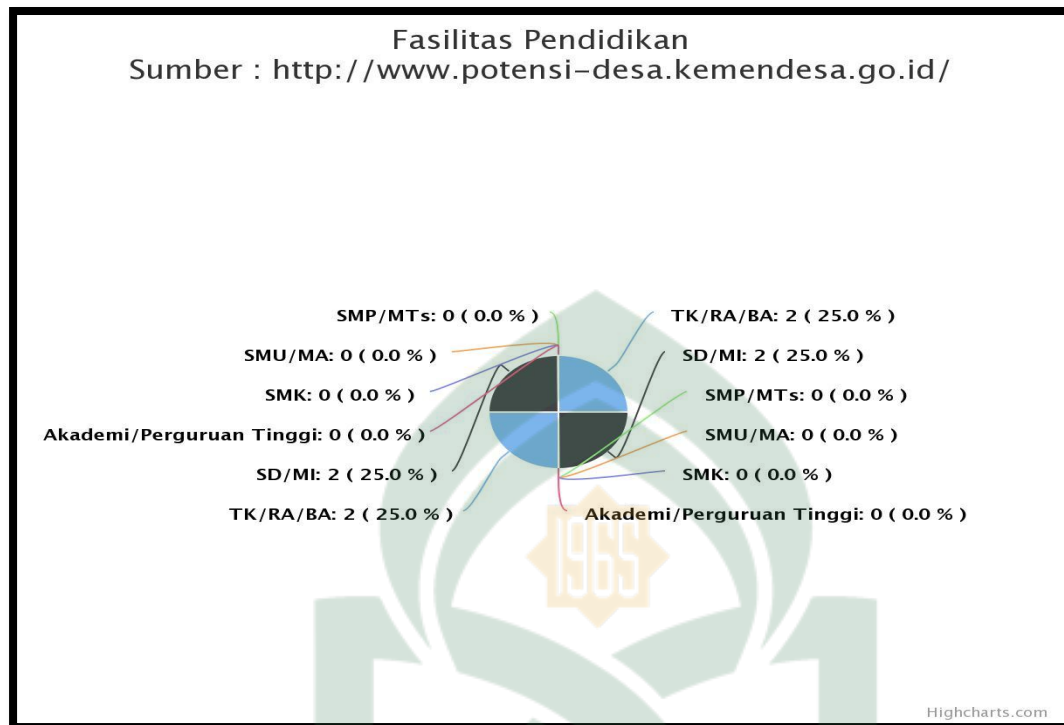 Fasilitas Pendidikan
Sumber : http://www.potensi-desa.kemendesa.go.id/
SMP/MTs: 0 ( 0.0 % )
TK/RA/BA: 2 ( 25.0 % )
SMU/MA: 0 ( 0.0 % )
SD/MI: 2 ( 25.0 % )
SMK: 0 ( 0.0 % )
SMP/MTs: 0 ( 0.0 % )
Akademi/Perguruan Tinggi: 0 ( 0.0 % )
SMU/MA: 0 ( 0.0 % )
SD/MI: 2 ( 25.0 % )
SMK: 0 ( 0.0 % )
TK/RA/BA: 2 ( 25.0 % )
Akademi/Perguruan Tinggi: 0 ( 0.0 % )
1965
Highcharts.com